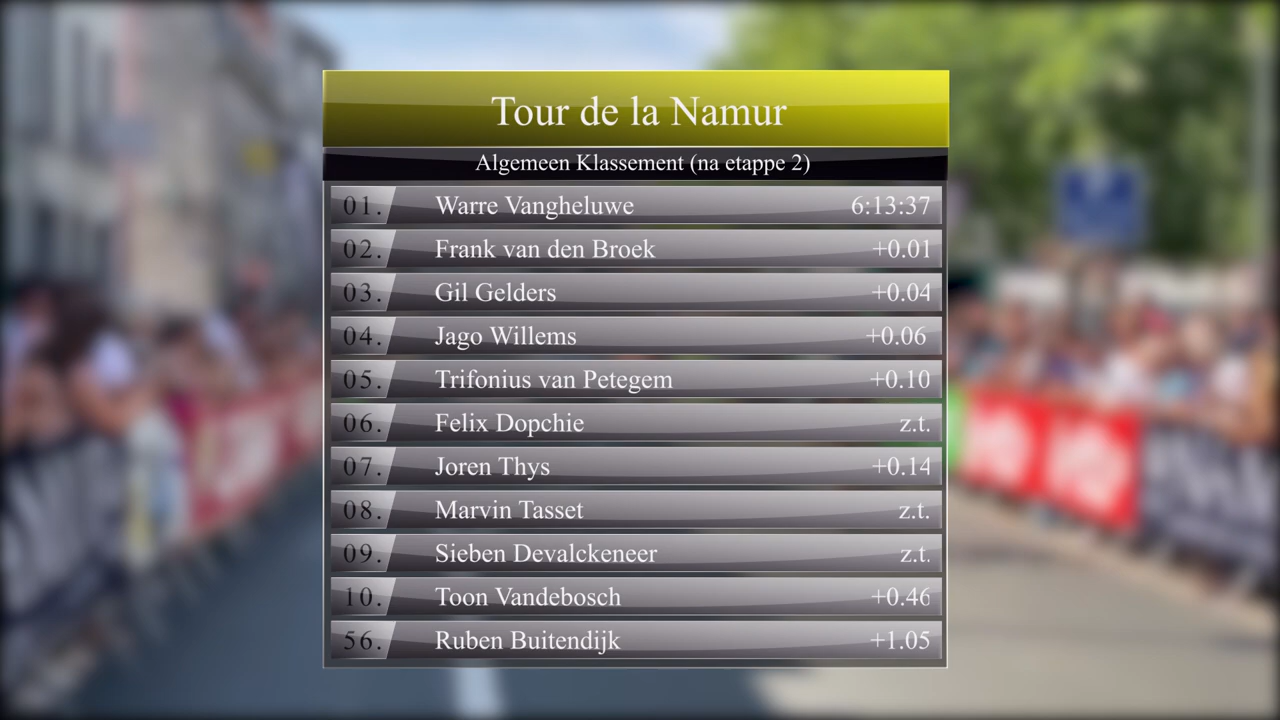 Tour de la Namur
Algemeen Klassement (na etappe 2)
01. Warre Vangheluwe 6:13:37
02. Frank van den Broek +0.01
03. Gil Gelders +0.04
04. Jago Willems +0.06
05. Trifonius van Petegem +0.10
06. Felix Dopchie z.t.
07. Joren Thys +0.14
08. Marvin Tasset z.t.
09. Sieben Devalckeneer z.t.
10. Toon Vandebosch +0.46
56. Ruben Buitendijk +1.05